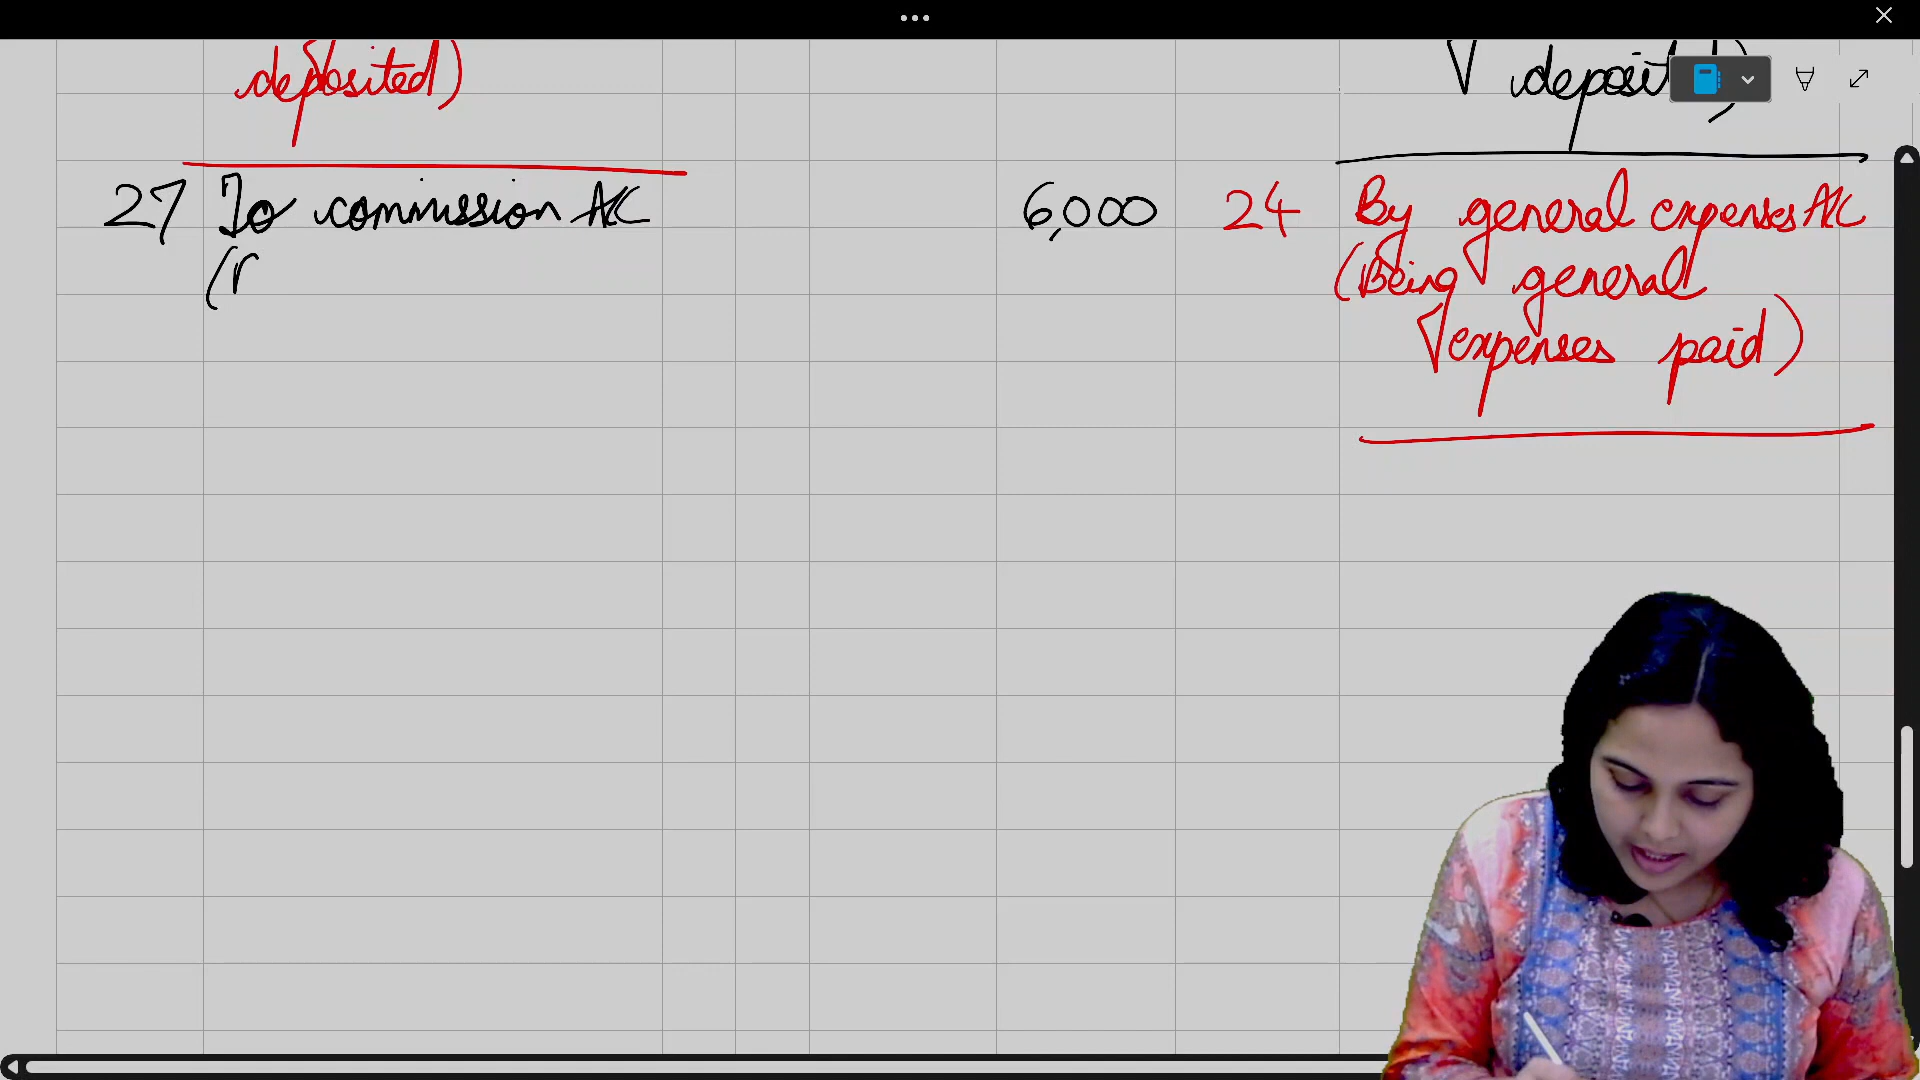 deposited)
deposit)
27 To commission A/C 6,000
(
24 By general expenses A/C
(Being general
expenses paid)